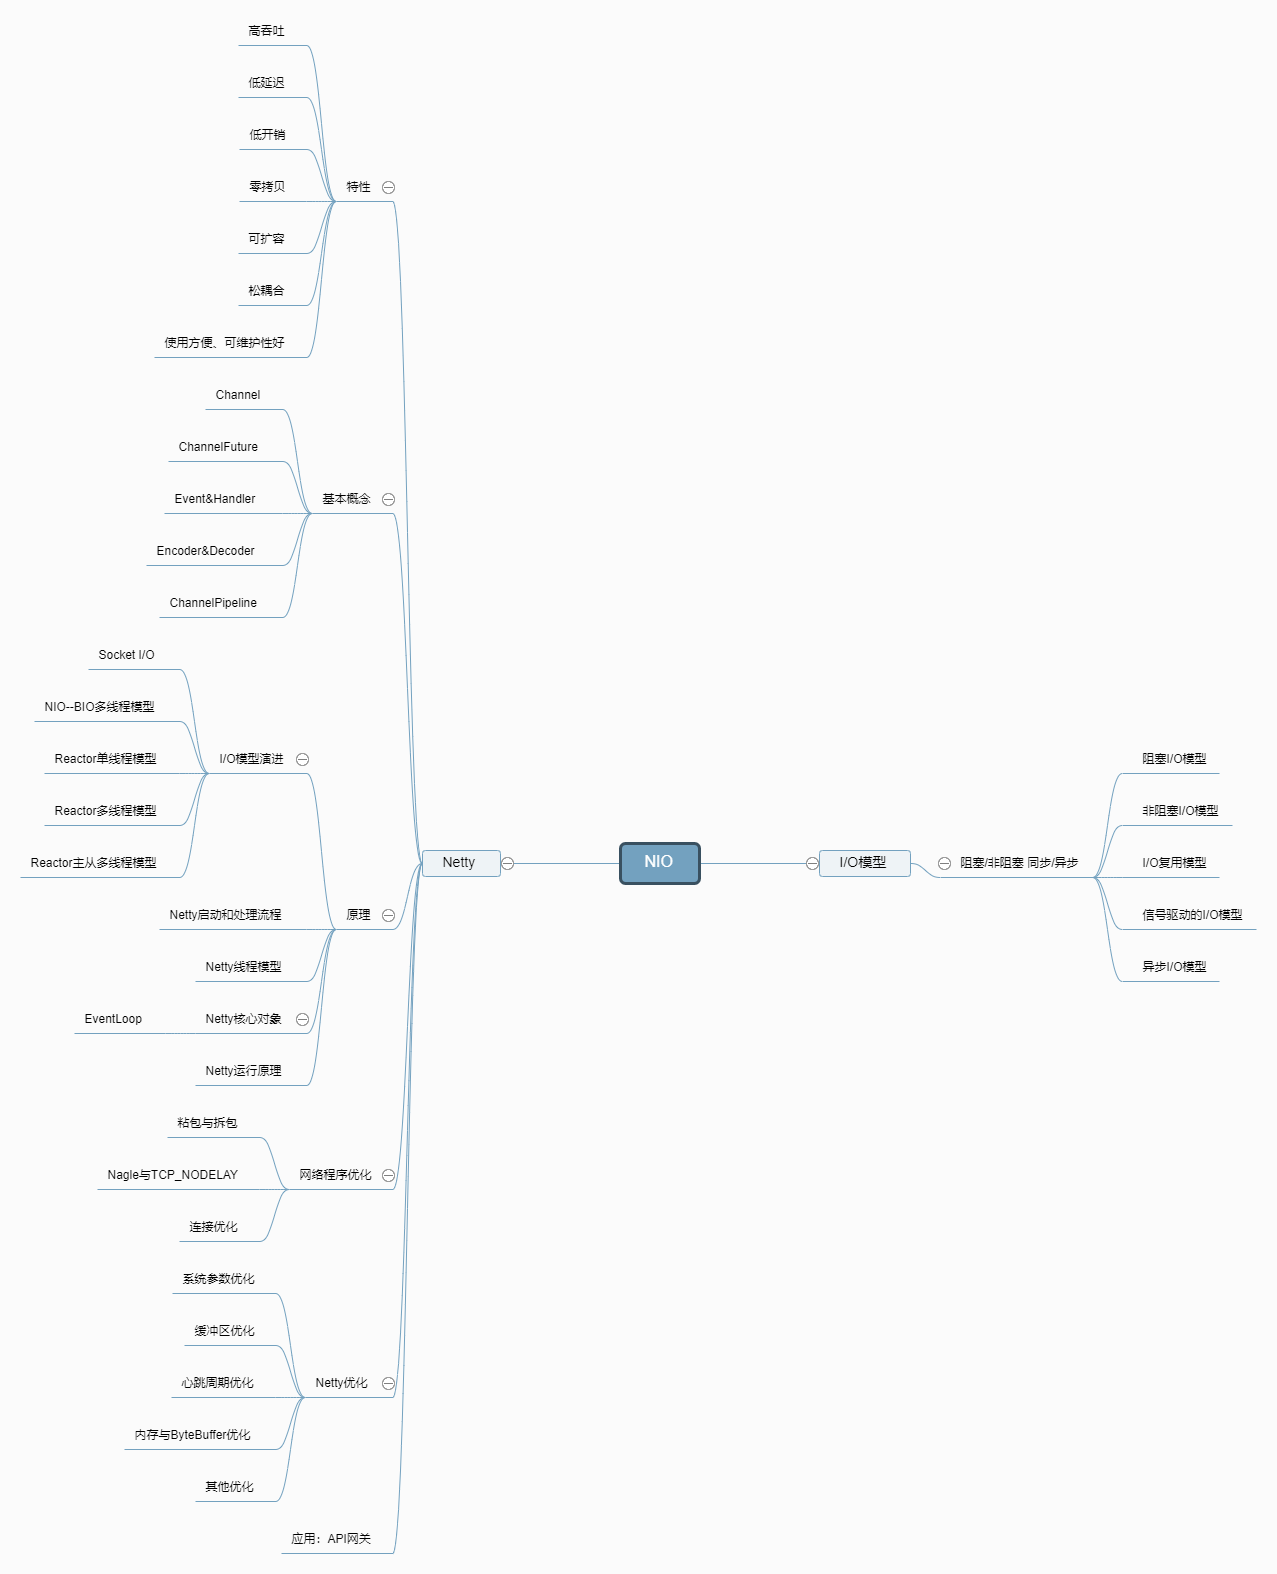 高吞吐
低延迟
低开销
零拷贝
特性
可扩容
松耦合
使用方便、可维护性好
Channel
ChannelFuture
Event&Handler
基本概念
Encoder&Decoder
ChannelPipeline
Socket I/O
NIO--BIO多线程模型
Reactor单线程模型
I/O模型演进
Reactor多线程模型
Reactor主从多线程模型
Netty启动和处理流程
原理
Netty线程模型
EventLoop
Netty核心对象
Netty运行原理
粘包与拆包
Nagle与TCP_NODELAY
网络程序优化
连接优化
系统参数优化
缓冲区优化
心跳周期优化
Netty优化
内存与ByteBuffer优化
其他优化
应用：API网关
Netty
NIO
I/O模型
阻塞/非阻塞 同步/异步
阻塞I/O模型
非阻塞I/O模型
I/O复用模型
信号驱动的I/O模型
异步I/O模型